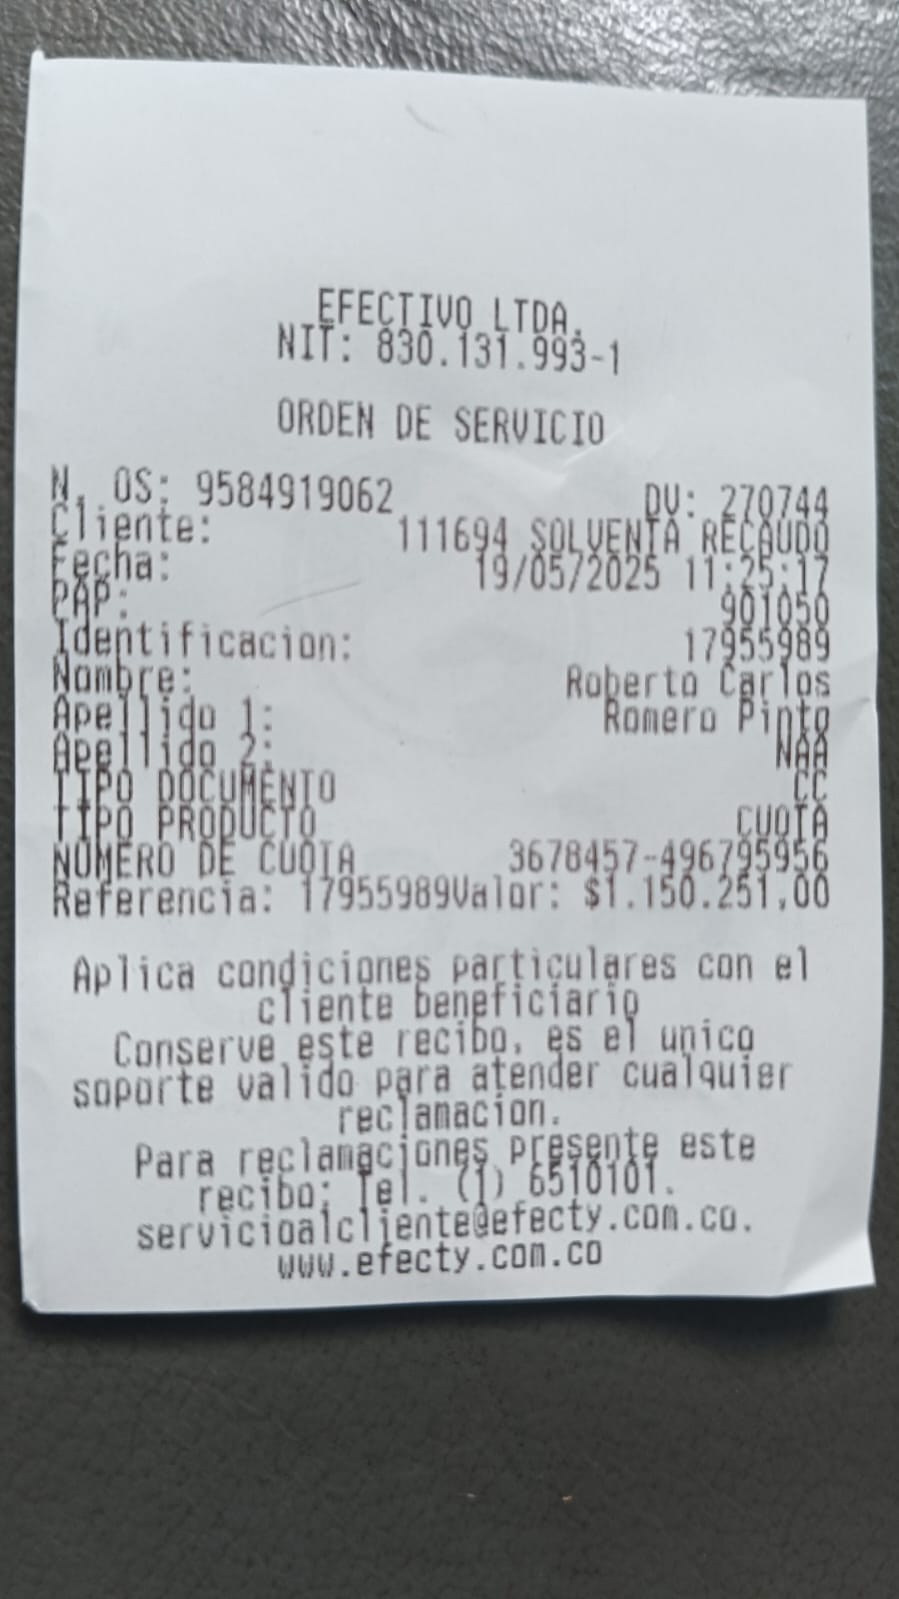 EFECTIVO LTDA.
NIT: 830.131.993-1
ORDEN DE SERVICIO
N. OS: 9584919062 DV: 270744
Cliente: 111694 SOLVENTA RECAUDO
Fecha: 19/05/2025 11:25:17
PAP: 901050
Identificacion: 17955989
Nombre: Roberto Carlos
Apellido 1: Romero Pinto
Apellido 2: NAA
TIPO DOCUMENTO CC
TIPO PRODUCTO CUOTA
NUMERO DE CUOTA 3678457-496795956
Referencia: 17955989Valor: $1.150.251,00
Aplica condiciones particulares con el
cliente beneficiario
Conserve este recibo, es el unico
soporte valido para atender cualquier
reclamacion.
Para reclamaciones presente este
recibo: Tel. (1) 6510101.
servicioalcliente@efecty.com.co.
www.efecty.com.co